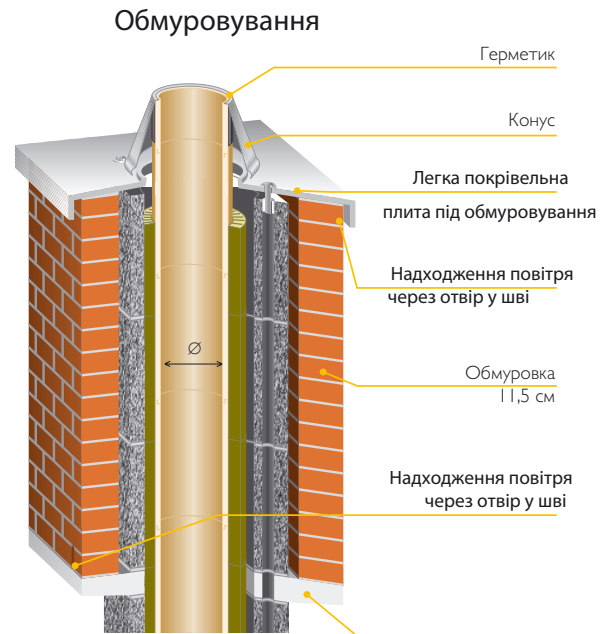 Обмуровування
Герметик
Конус
Легка покрівельна
плита під обмуровування
Надходження повітря
через отвір у шві
Ø
Обмуровка
11,5 см
Надходження повітря
через отвір у шві